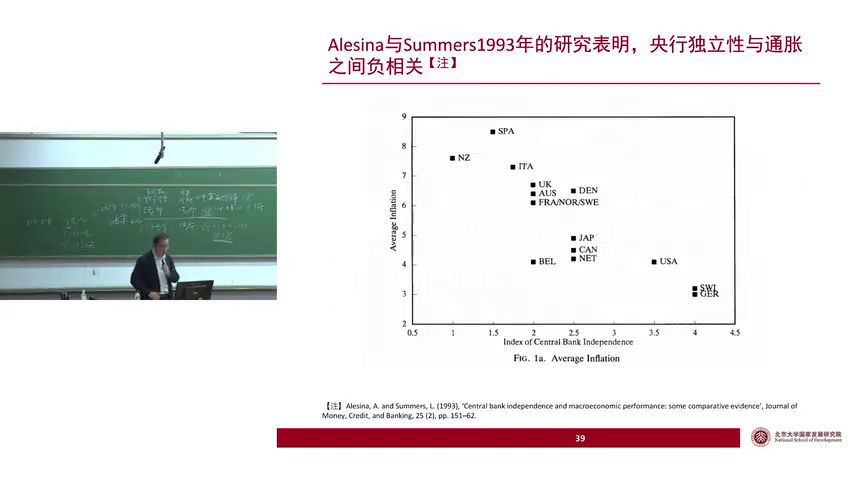 Alesina与Summers1993年的研究表明，央行独立性与通胀
之间负相关【注】
9
8
7
6
5
4
3
2
Average Inflation
SPA
NZ
ITA
UK
DEN
AUS
FRA/NOR/SWE
JAP
CAN
BEL
NET
USA
SWI
GER
0.5 1 1.5 2 2.5 3 3.5 4 4.5
Index of Central Bank Independence
FIG. 1a. Average Inflation
【注】Alesina, A. and Summers, L. (1993), ‘Central bank independence and macroeconomic performance: some comparative evidence’, Journal of
Money, Credit, and Banking, 25 (2), pp. 151–62.
39
北京大学国家发展研究院
National School of Development